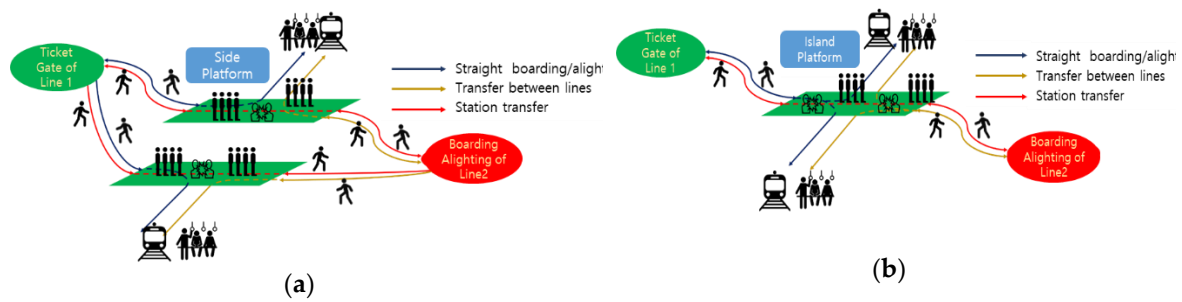 Ticket
Gate of
Line 1
Side
Platform
Straight boarding/aligh
Transfer between lines
Station transfer
Boarding
Alighting of
Line2
(a)
Ticket
Gate of
Line 1
Island
Platform
Straight boarding/aligh
Transfer between lines
Station transfer
Boarding
Alighting of
Line2
(b)